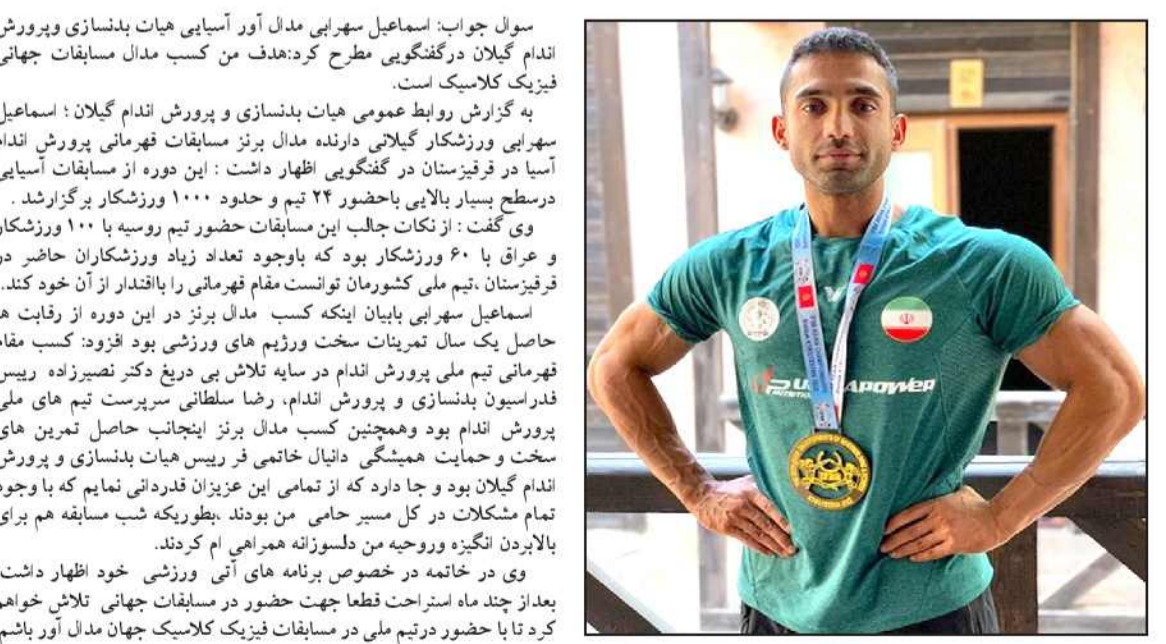 سوال جواب: اسماعیل سهرابی مدال آور آسیایی هیات بدنسازی وپرورش
اندام گیلان درگفتگویی مطرح کرد:هدف من کسب مدال مسابقات جهانی
فیزیک کلاسیک است.
به گزارش روابط عمومی هیات بدنسازی و پرورش اندام گیلان ؛ اسماعیل
سهرابی ورزشکار گیلانی دارنده مدال برنز مسابقات قهرمانی پرورش اندا
آسیا در قرقیزستان در گفتگویی اظهار داشت : این دوره از مسابقات آسیایی
درسطح بسیار بالایی باحضور ۲۴ تیم و حدود ۱۰۰۰ ورزشکار برگزارشد .
وی گفت : از نکات جالب این مسابقات حضور تیم روسیه با ۱۰۰ ورزشکار
و عراق با ۶۰ ورزشکار بود که باوجود تعداد زیاد ورزشکاران حاضر در
قرقیزستان ،تیم ملی کشورمان توانست مقام قهرمانی را بااقتدار از آن خود کند.
اسماعیل سهرابی بابیان اینکه کسب مدال برنز در این دوره از رقابت ه
حاصل یک سال تمرینات سخت ورژیم های ورزشی بود افزود: کسب مقا
قهرمانی تیم ملی پرورش اندام در سایه تلاش بی دریغ دکتر نصیرزاده رییس
فدراسیون بدنسازی و پرورش اندام، رضا سلطانی سرپرست تیم های ملی
پرورش اندام بود وهمچنین کسب مدال برنز اینجانب حاصل تمرین های
سخت و حمایت همیشگی دانیال خاتمی فر رییس هیات بدنسازی و پرورش
اندام گیلان بود و جا دارد که از تمامی این عزیزان قدردانی نمایم که با وجود
تمام مشکلات در کل مسیر حامی من بودند ،بطوریکه شب مسابقه هم برای
بالابردن انگیزه وروحیه من دلسوزانه همراهی ام کردند.
وی در خاتمه در خصوص برنامه های آتی ورزشی خود اظهار داشت
بعداز چند ماه استراحت قطعا جهت حضور در مسابقات جهانی تلاش خواهم
کرد تا با حضور درتیم ملی در مسابقات فیزیک کلاسیک جهان مدال آور باشم